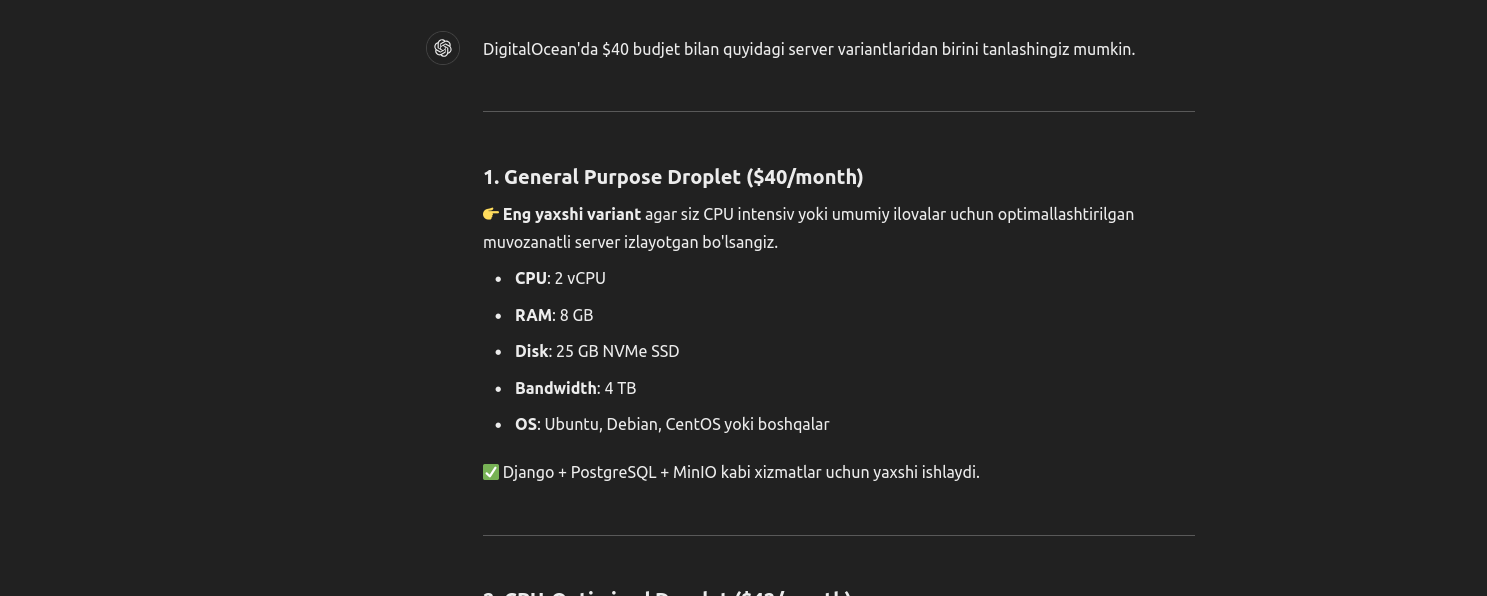 DigitalOcean'da $40 budjet bilan quyidagi server variantlaridan birini tanlashingiz mumkin.
1. General Purpose Droplet ($40/month)
👉 Eng yaxshi variant agar siz CPU intensiv yoki umumiy ilovalar uchun optimallashtirilgan
muvozanatli server izlayotgan bo'lsangiz.
• CPU: 2 vCPU
• RAM: 8 GB
• Disk: 25 GB NVMe SSD
• Bandwidth: 4 TB
• OS: Ubuntu, Debian, CentOS yoki boshqalar
✅ Django + PostgreSQL + MinIO kabi xizmatlar uchun yaxshi ishlaydi.